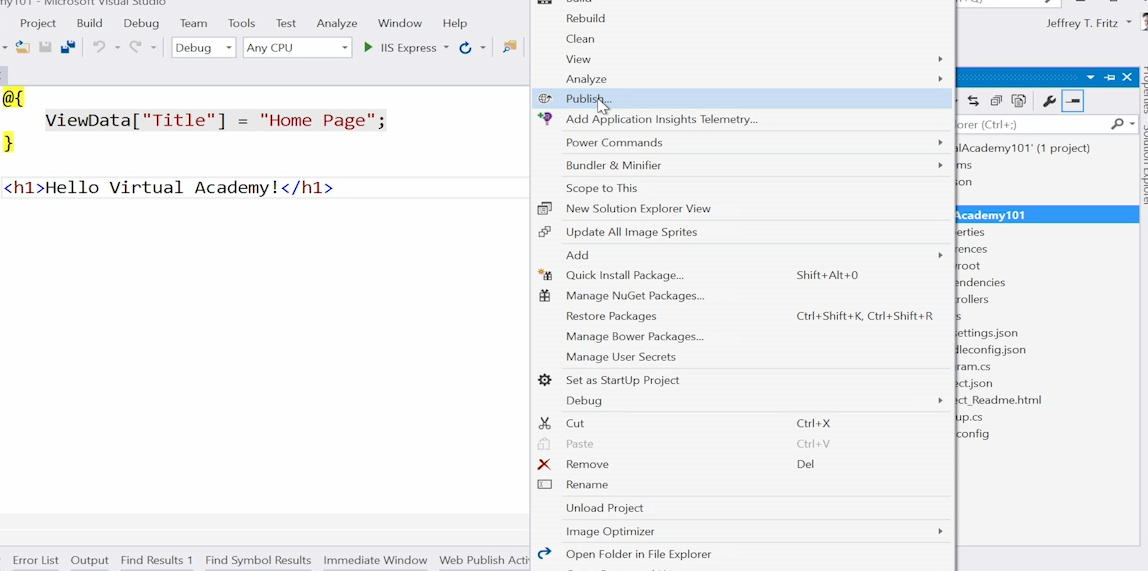 my101 - Microsoft Visual Studio
Project Build Debug Team Tools Test Analyze Window Help
Jeffrey T. Fritz
Debug Any CPU IIS Express
@{
ViewData["Title"] = "Home Page";
}
<h1>Hello Virtual Academy!</h1>
Build
Rebuild
Clean
View
Analyze
Publish...
Add Application Insights Telemetry...
Power Commands
Bundler & Minifier
Scope to This
New Solution Explorer View
Update All Image Sprites
Add
Quick Install Package... Shift+Alt+0
Manage NuGet Packages...
Restore Packages Ctrl+Shift+K, Ctrl+Shift+R
Manage Bower Packages...
Manage User Secrets
Set as StartUp Project
Debug
Cut Ctrl+X
Paste Ctrl+V
Remove Del
Rename
Unload Project
Image Optimizer
Open Folder in File Explorer
orer (Ctrl+;)
alAcademy101' (1 project)
ms
son
Academy101
erties
rences
root
endencies
rollers
s
settings.json
dleconfig.json
ram.cs
ect.json
ect_Readme.html
up.cs
config
Properties
Solution Explorer
Error List Output Find Results 1 Find Symbol Results Immediate Window Web Publish Acti